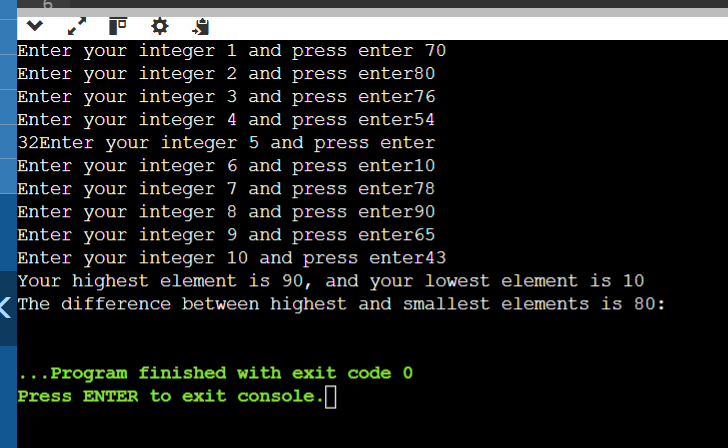 6
Enter your integer 1 and press enter 70
Enter your integer 2 and press enter80
Enter your integer 3 and press enter76
Enter your integer 4 and press enter54
32Enter your integer 5 and press enter
Enter your integer 6 and press enter10
Enter your integer 7 and press enter78
Enter your integer 8 and press enter90
Enter your integer 9 and press enter65
Enter your integer 10 and press enter43
Your highest element is 90, and your lowest element is 10
The difference between highest and smallest elements is 80:
...Program finished with exit code 0
Press ENTER to exit console.